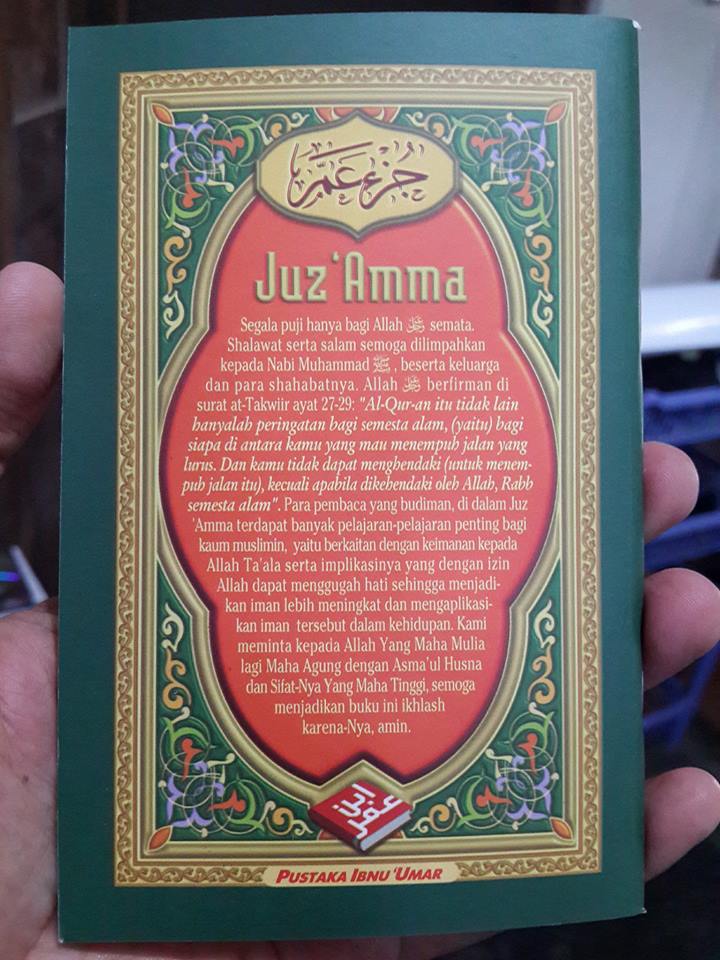 جُزْء عَمَّ
Juz ‘Amma
Segala puji hanya bagi Allah ﷻ semata.
Shalawat serta salam semoga dilimpahkan
kepada Nabi Muhammad ﷺ, beserta keluarga
dan para shahabatnya. Allah ﷻ berfirman di
surat at-Takwiir ayat 27-29: "Al-Qur-an itu tidak lain
hanyalah peringatan bagi semesta alam, (yaitu) bagi
siapa di antara kamu yang mau menempuh jalan yang
lurus. Dan kamu tidak dapat menghendaki (untuk menem-
puh jalan itu), kecuali apabila dikehendaki oleh Allah, Rabb
semesta alam". Para pembaca yang budiman, di dalam Juz
‘Amma terdapat banyak pelajaran-pelajaran penting bagi
kaum muslimin, yaitu berkaitan dengan keimanan kepada
Allah Ta'ala serta implikasinya yang dengan izin
Allah dapat menggugah hati sehingga menjadi-
kan iman lebih meningkat dan mengaplikasi-
kan iman tersebut dalam kehidupan. Kami
meminta kepada Allah Yang Maha Mulia
lagi Maha Agung dengan Asma'ul Husna
dan Sifat-Nya Yang Maha Tinggi, semoga
menjadikan buku ini ikhlash
karena-Nya, amin.
ابن
عمر
PUSTAKA IBNU ‘UMAR